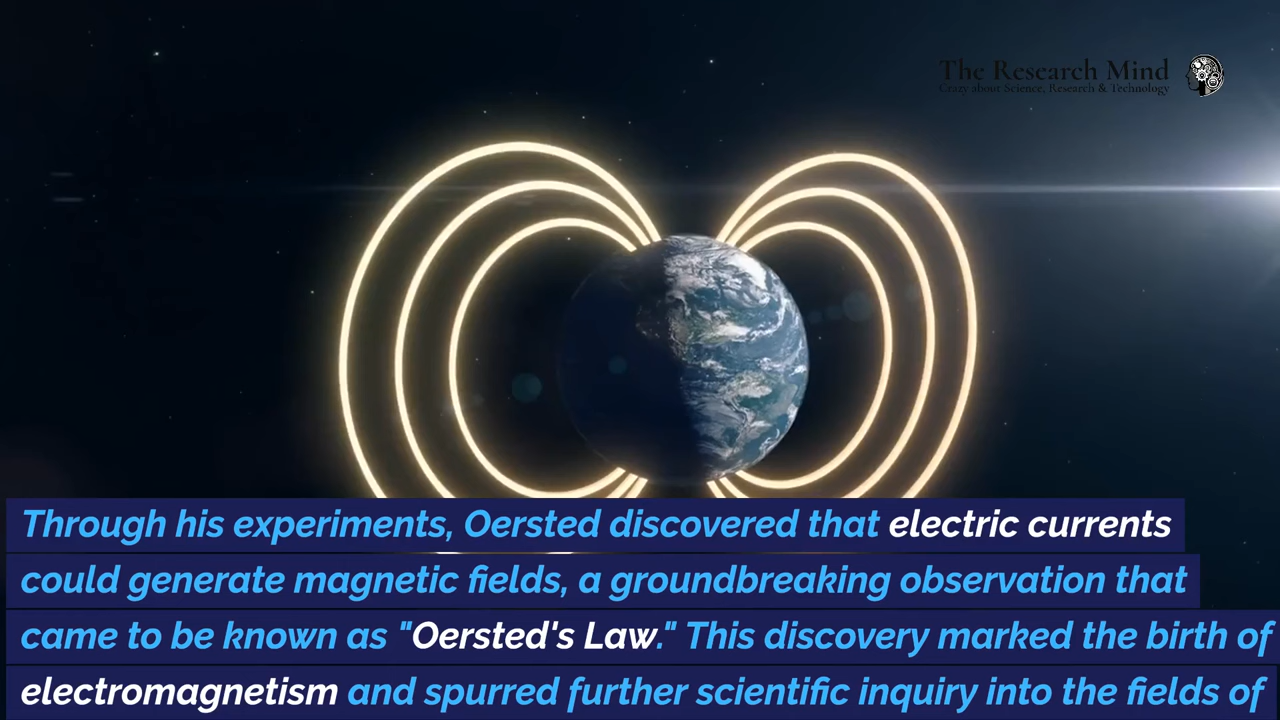 The Research Mind
Crazy about Science, Research & Technology
Through his experiments, Oersted discovered that electric currents
could generate magnetic fields, a groundbreaking observation that
came to be known as "Oersted's Law." This discovery marked the birth of
electromagnetism and spurred further scientific inquiry into the fields of